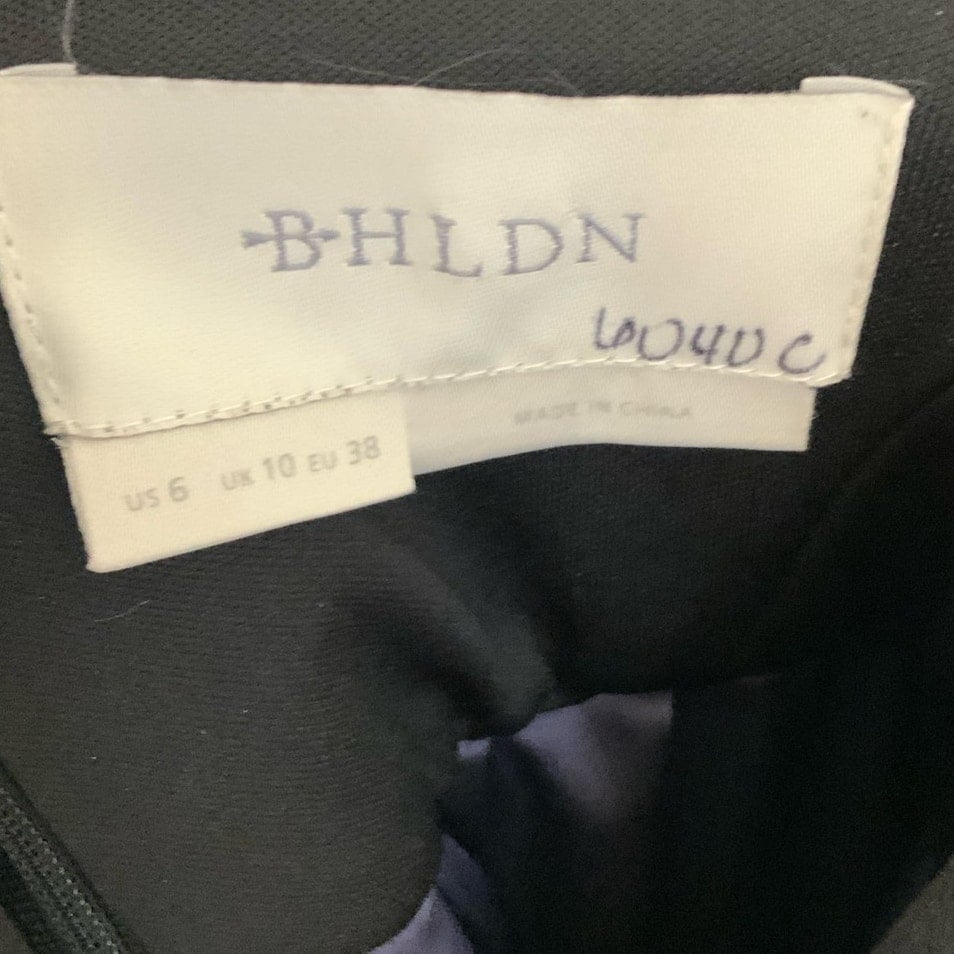 BHLDN
6040C
MADE IN CHINA
US 6 UK 10 EU 38